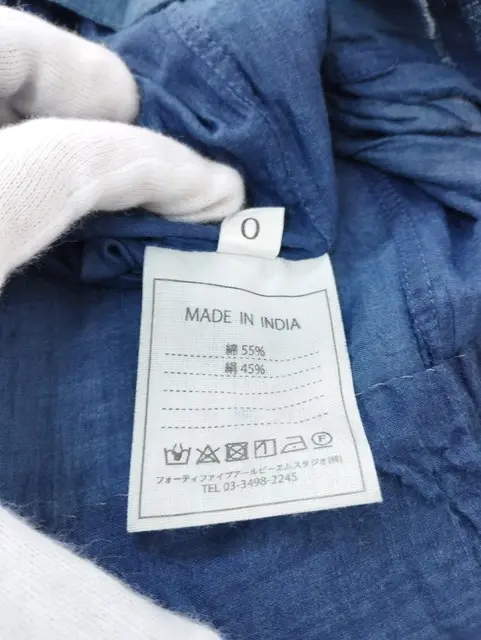 0
MADE IN INDIA
綿 55%
絹 45%
フォーティファイブアールピーエムスタジオ(株)
TEL 03-3498-2245